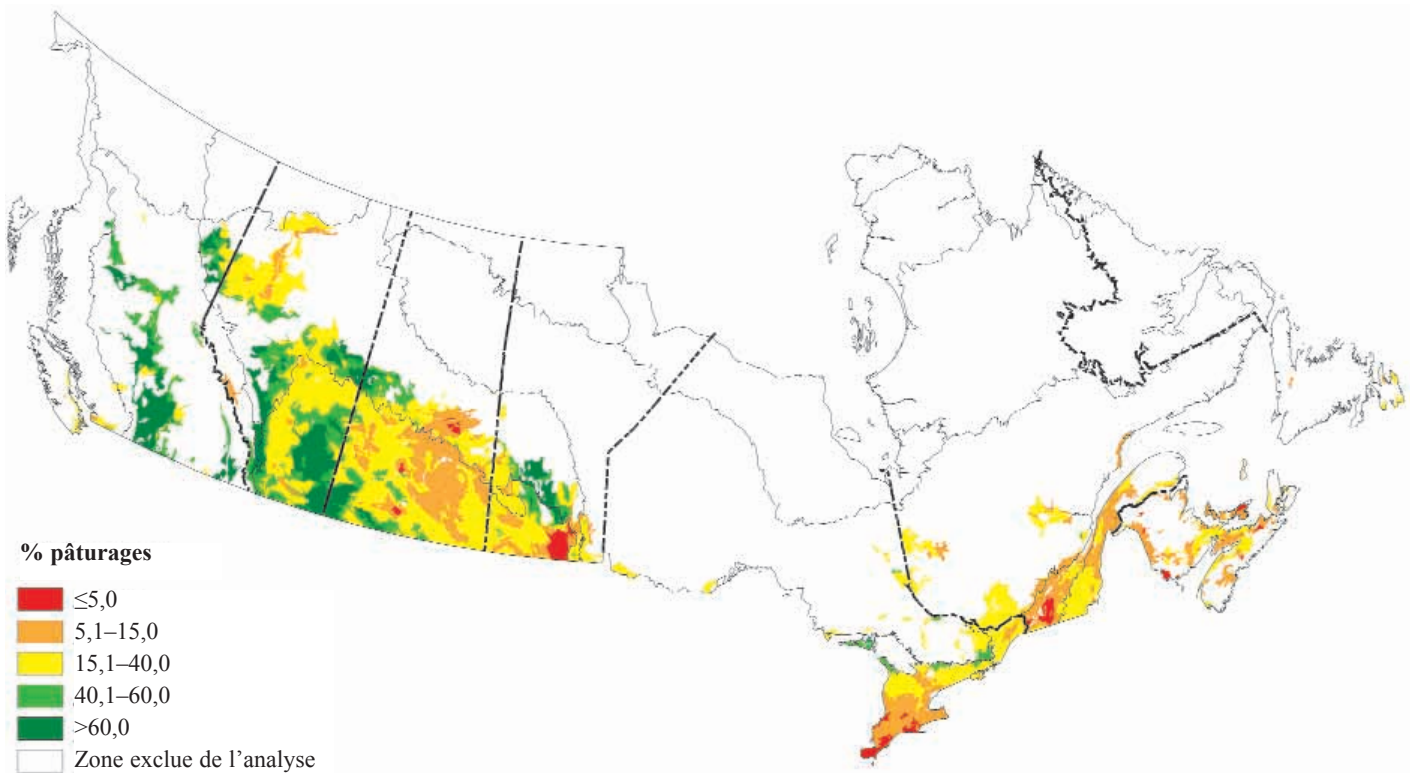 % pâturages
≤5,0
5,1–15,0
15,1–40,0
40,1–60,0
>60,0
Zone exclue de l’analyse